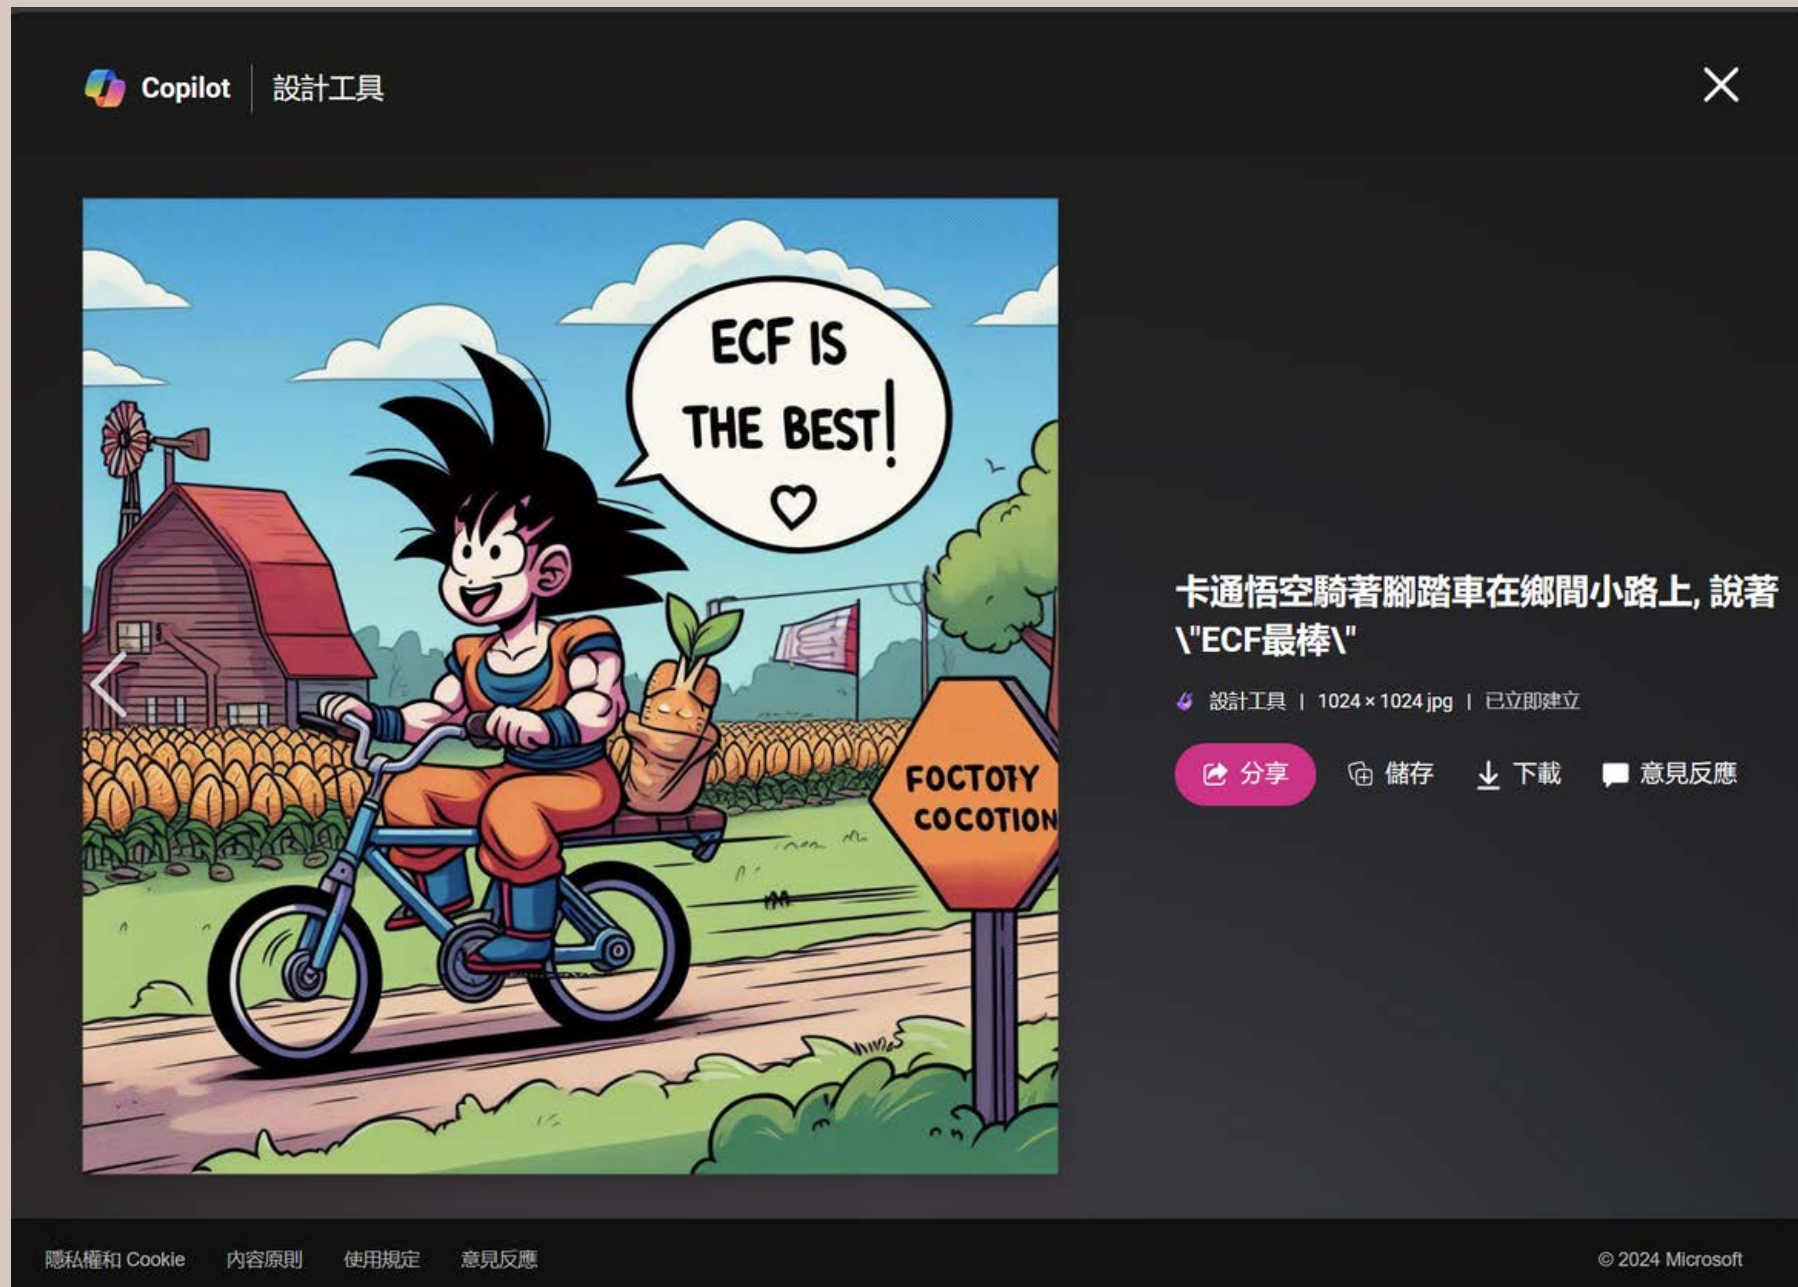 Copilot | 設計工具
ECF IS
THE BEST!
FOCTOTY
COCOTION
卡通悟空騎著腳踏車在鄉間小路上, 說著
\"ECF最棒\"
設計工具 | 1024 × 1024 jpg | 已立即建立
分享 儲存 下載 意見反應
隱私權和 Cookie 內容原則 使用規定 意見反應 © 2024 Microsoft